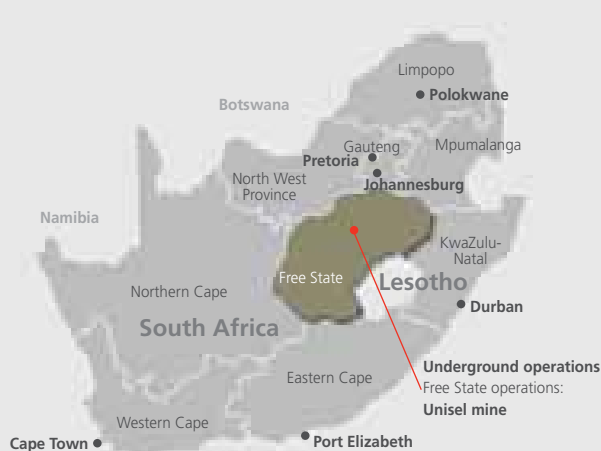 Limpopo
Polokwane
Botswana
Gauteng
Mpumalanga
Pretoria
North West
Province
Johannesburg
Namibia
KwaZulu-
Natal
Free State
Lesotho
Northern Cape
Durban
South Africa
Underground operations
Free State operations:
Unisel mine
Eastern Cape
Western Cape
Cape Town
Port Elizabeth